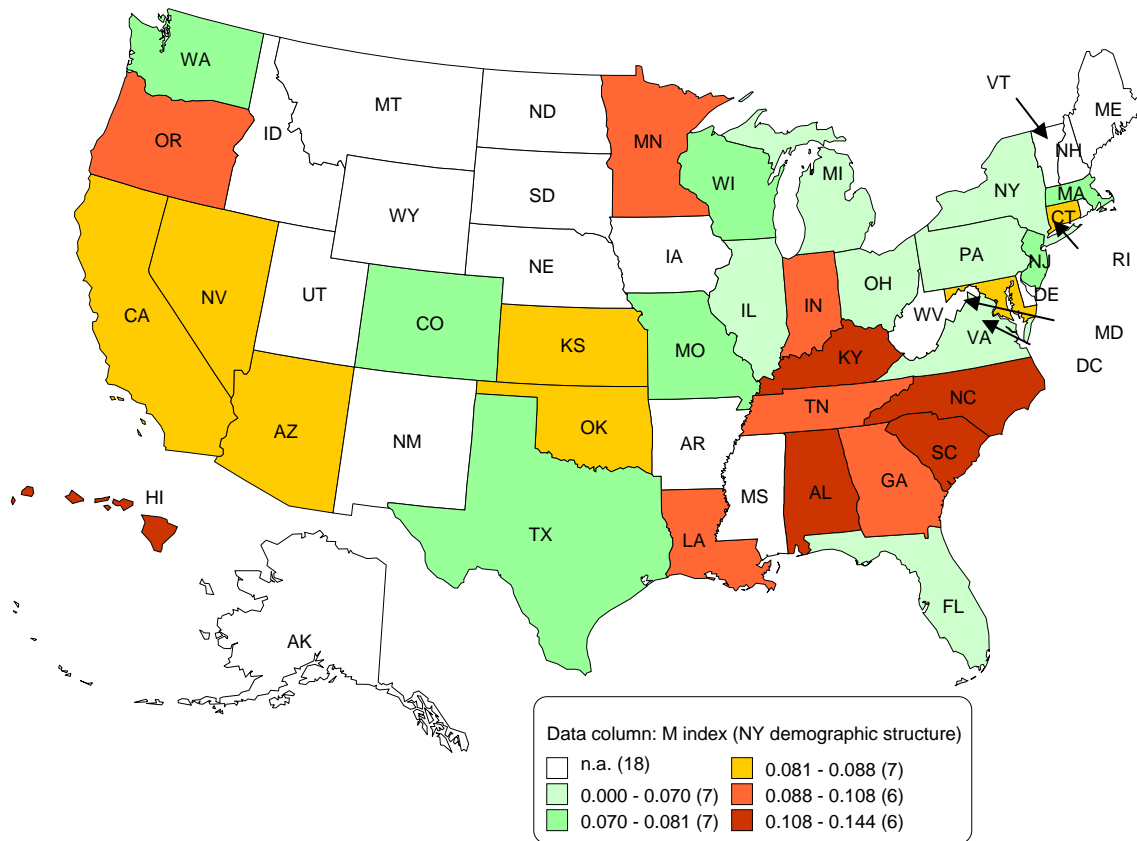 WA
MT
ND
MN
VT
ME
OR
ID
NH
WI
MI
SD
NY
MA
WY
CT
IA
PA
RI
NE
NJ
UT
NV
OH
DE
CA
IL
IN
WV
CO
KS
MO
MD
VA
KY
DC
TN
NC
AZ
OK
NM
AR
SC
GA
HI
MS
AL
TX
LA
FL
AK
Data column: M index (NY demographic structure)
n.a. (18)
0.000 - 0.070 (7)
0.070 - 0.081 (7)
0.081 - 0.088 (7)
0.088 - 0.108 (6)
0.108 - 0.144 (6)